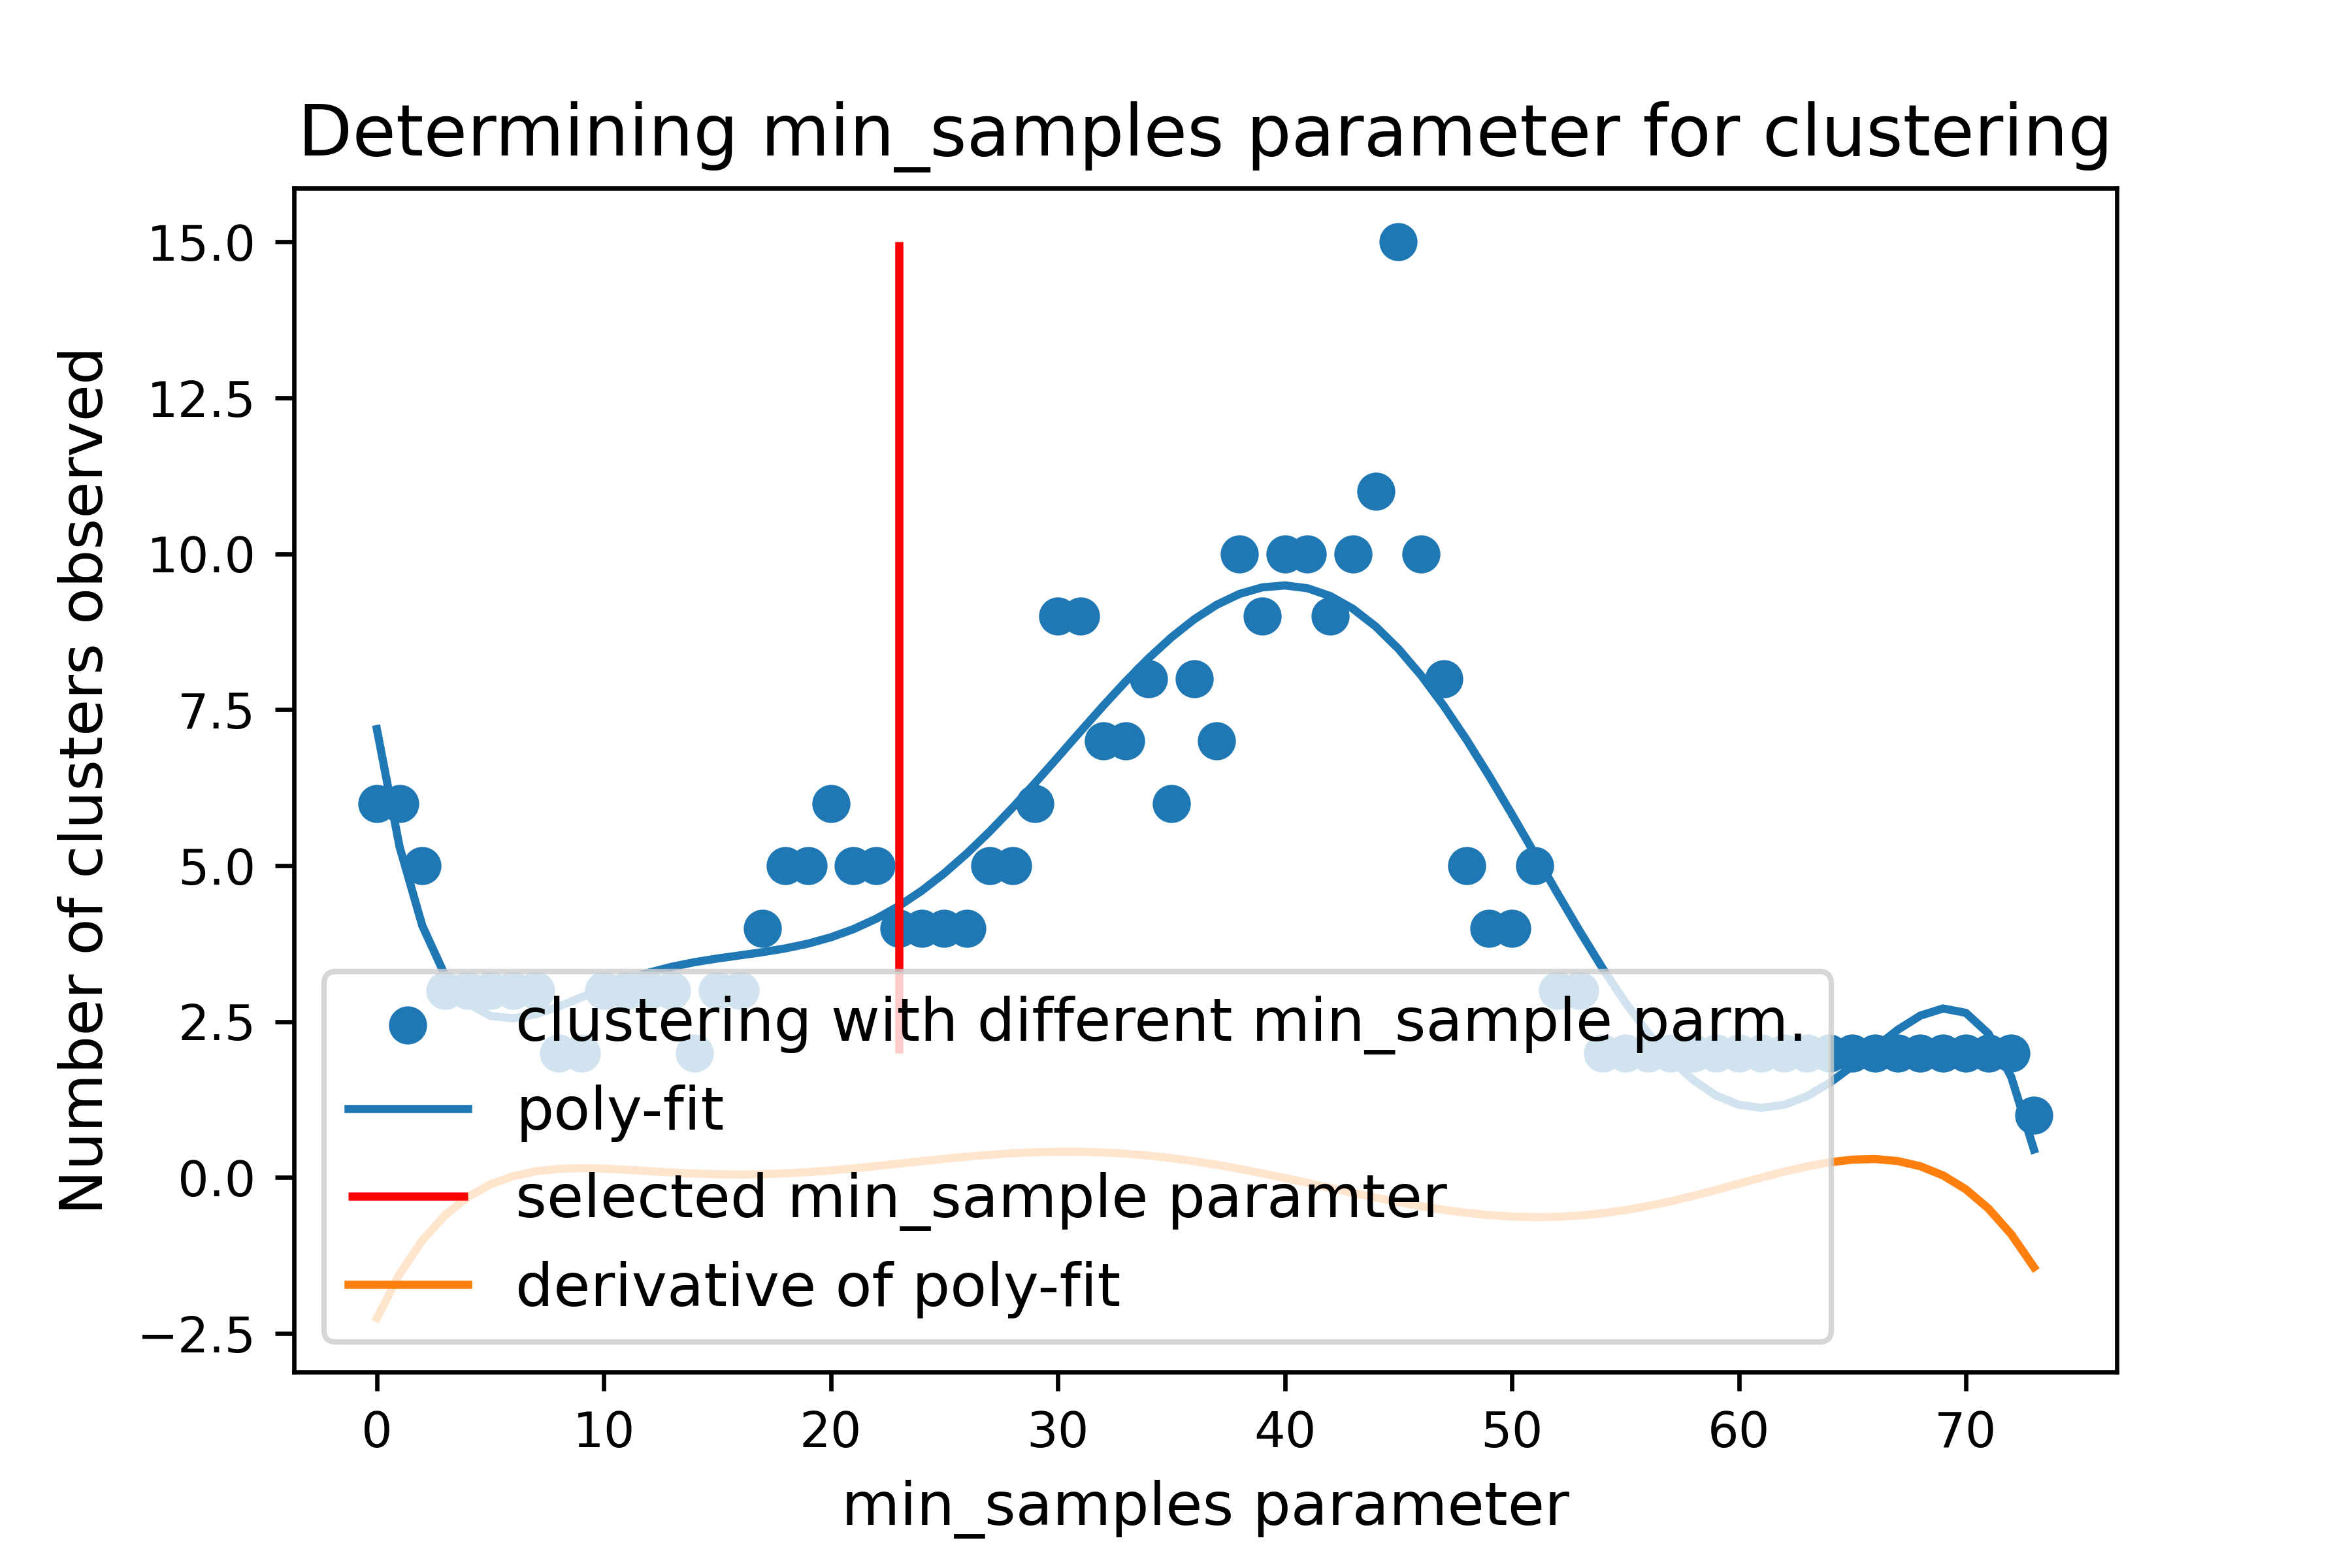 Determining min_samples parameter for clustering
Number of clusters observed
15.0
12.5
10.0
7.5
5.0
2.5
0.0
−2.5
clustering with different min_sample parm.
poly-fit
selected min_sample paramter
derivative of poly-fit
0 10 20 30 40 50 60 70
min_samples parameter